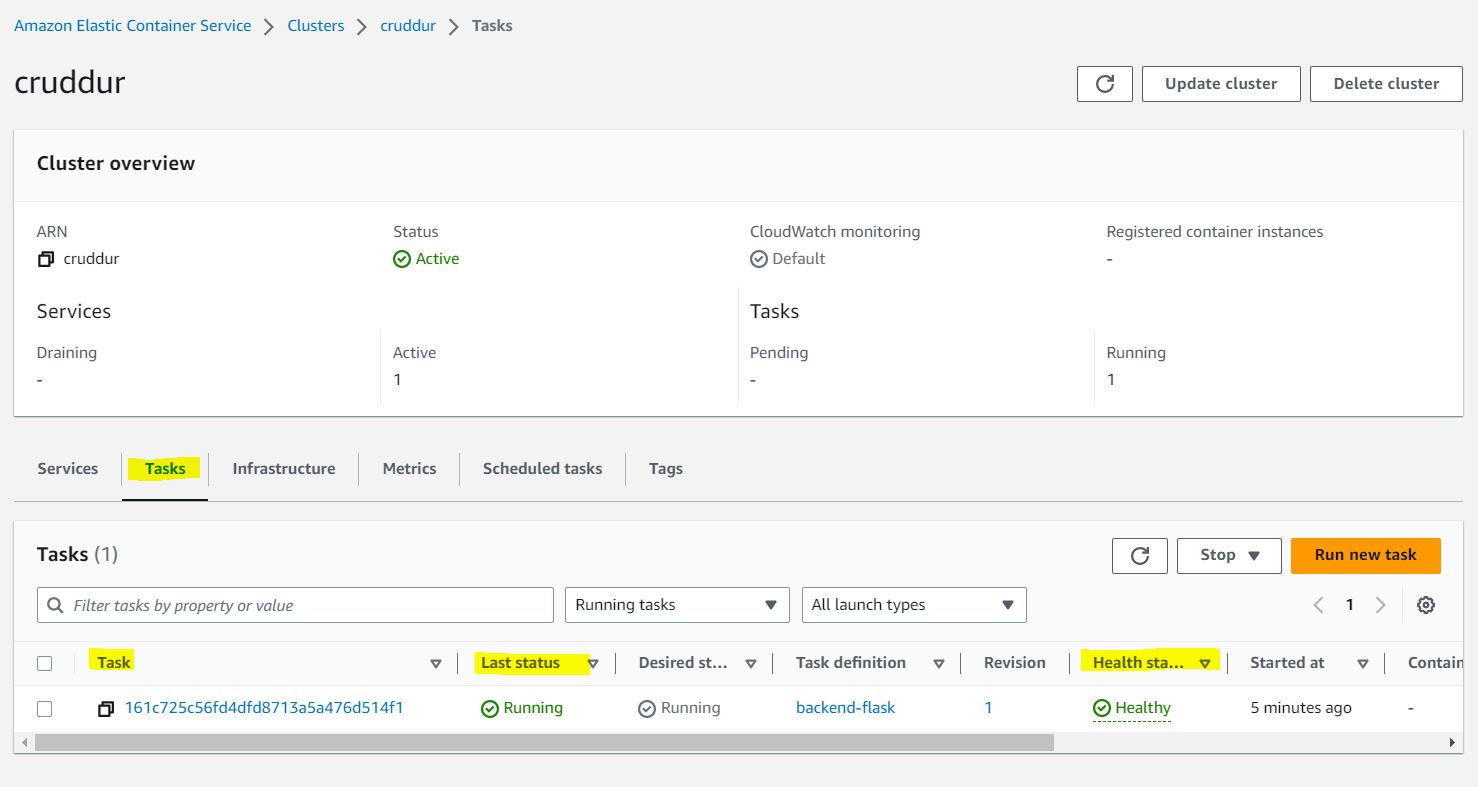 Amazon Elastic Container Service > Clusters > cruddur > Tasks
cruddur
Update cluster Delete cluster
Cluster overview
ARN Status CloudWatch monitoring Registered container instances
cruddur Active Default -
Services Tasks
Draining Active Pending Running
- 1 - 1
Services Tasks Infrastructure Metrics Scheduled tasks Tags
Tasks (1) Stop Run new task
Filter tasks by property or value Running tasks All launch types 1
Task Last status Desired st... Task definition Revision Health sta... Started at Contain
161c725c56fd4dfd8713a5a476d514f1 Running Running backend-flask 1 Healthy 5 minutes ago -